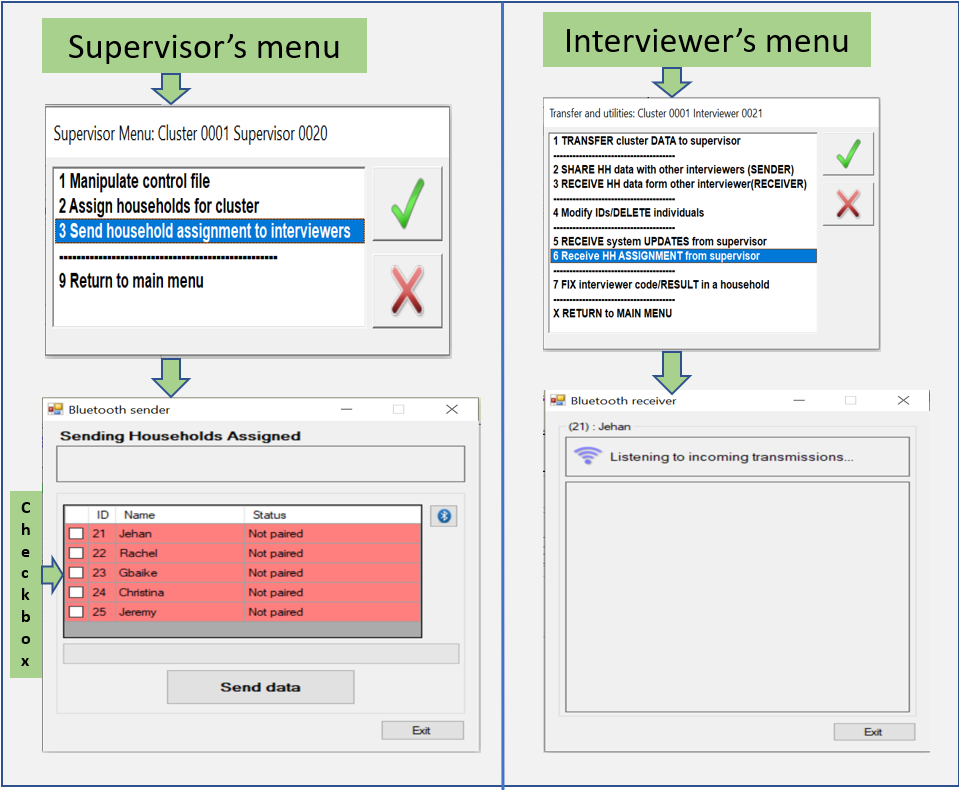 Supervisor's menu
Supervisor Menu: Cluster 0001 Supervisor 0020
1 Manipulate control file
2 Assign households for cluster
3 Send household assignment to interviewers
--------------------------------------------------
9 Return to main menu
Bluetooth sender
Sending Households Assigned
Checkbox
ID Name Status
21 Jehan Not paired
22 Rachel Not paired
23 Gbaike Not paired
24 Christina Not paired
25 Jeremy Not paired
Send data
Exit
Interviewer's menu
Transfer and utilities: Cluster 0001 Interviewer 0021
1 TRANSFER cluster DATA to supervisor
--------------------------------------
2 SHARE HH data with other interviewers (SENDER)
3 RECEIVE HH data form other interviewer(RECEIVER)
--------------------------------------
4 Modify IDs/DELETE individuals
--------------------------------------
5 RECEIVE system UPDATES from supervisor
6 Receive HH ASSIGNMENT from supervisor
--------------------------------------
7 FIX interviewer code/RESULT in a household
--------------------------------------
X RETURN to MAIN MENU
Bluetooth receiver
(21) : Jehan
Listening to incoming transmissions...
Exit